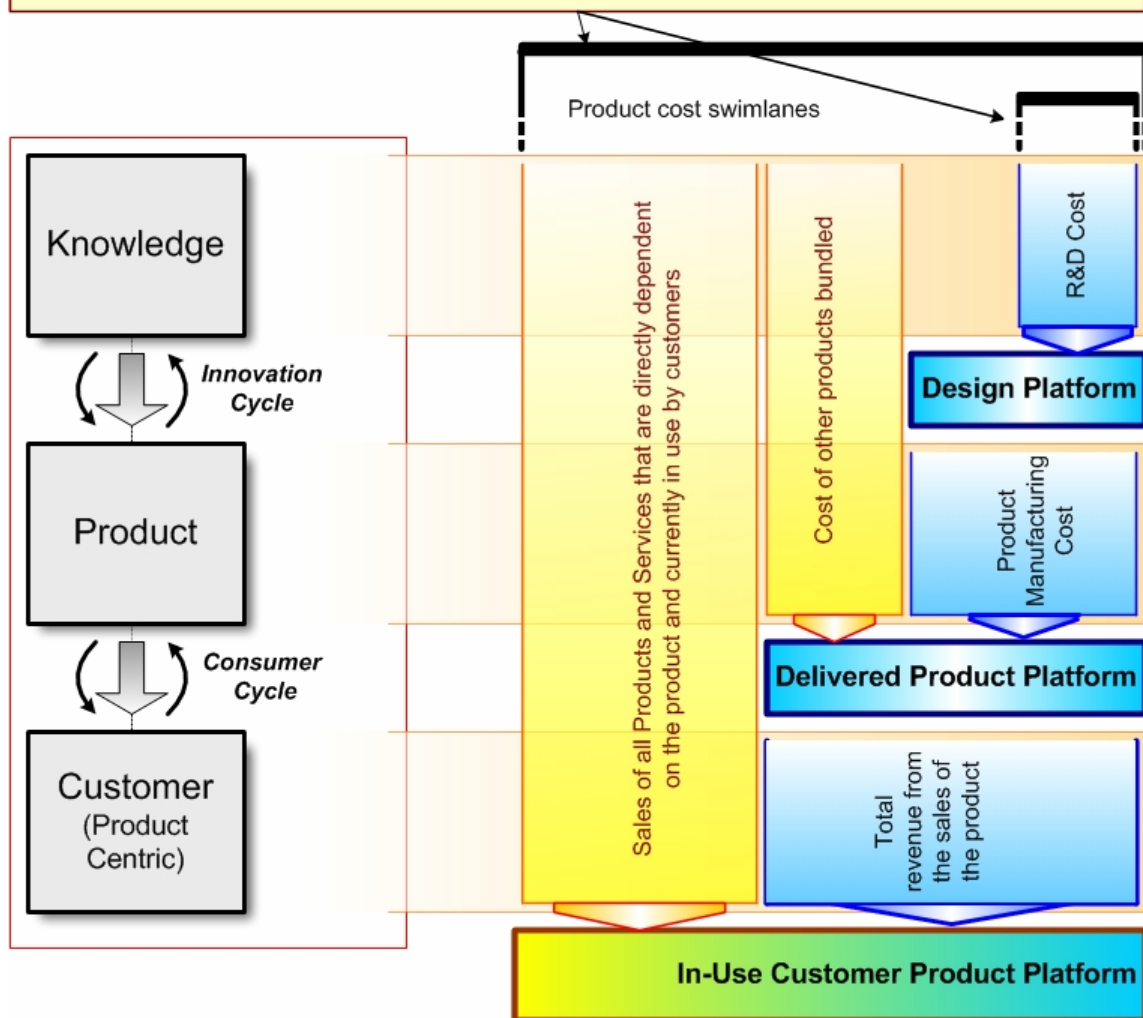 Product cost swimlanes
Knowledge
Innovation
Cycle
Product
Consumer
Cycle
Customer
(Product
Centric)
Sales of all Products and Services that are directly dependent
on the product and currently in use by customers
Cost of other products bundled
R&D Cost
Design Platform
Product
Manufacturing
Cost
Delivered Product Platform
Total
revenue from
the sales of
the product
In-Use Customer Product Platform